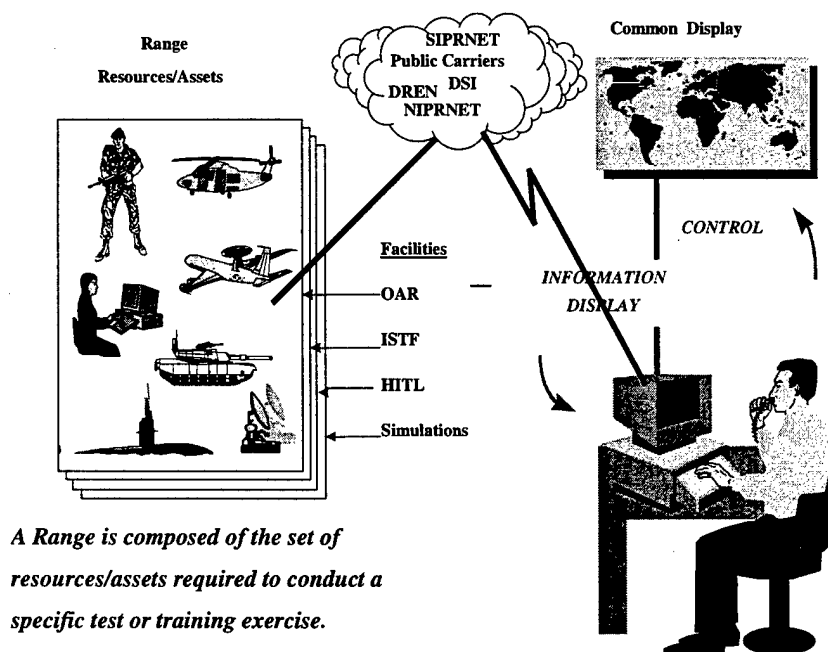 Range
Resources/Assets
SIPRNET
Public Carriers
DSI
DREN
NIPRNET
Common Display
Facilities
OAR
ISTF
HITL
Simulations
CONTROL
INFORMATION
DISPLAY
A Range is composed of the set of
resources/assets required to conduct a
specific test or training exercise.